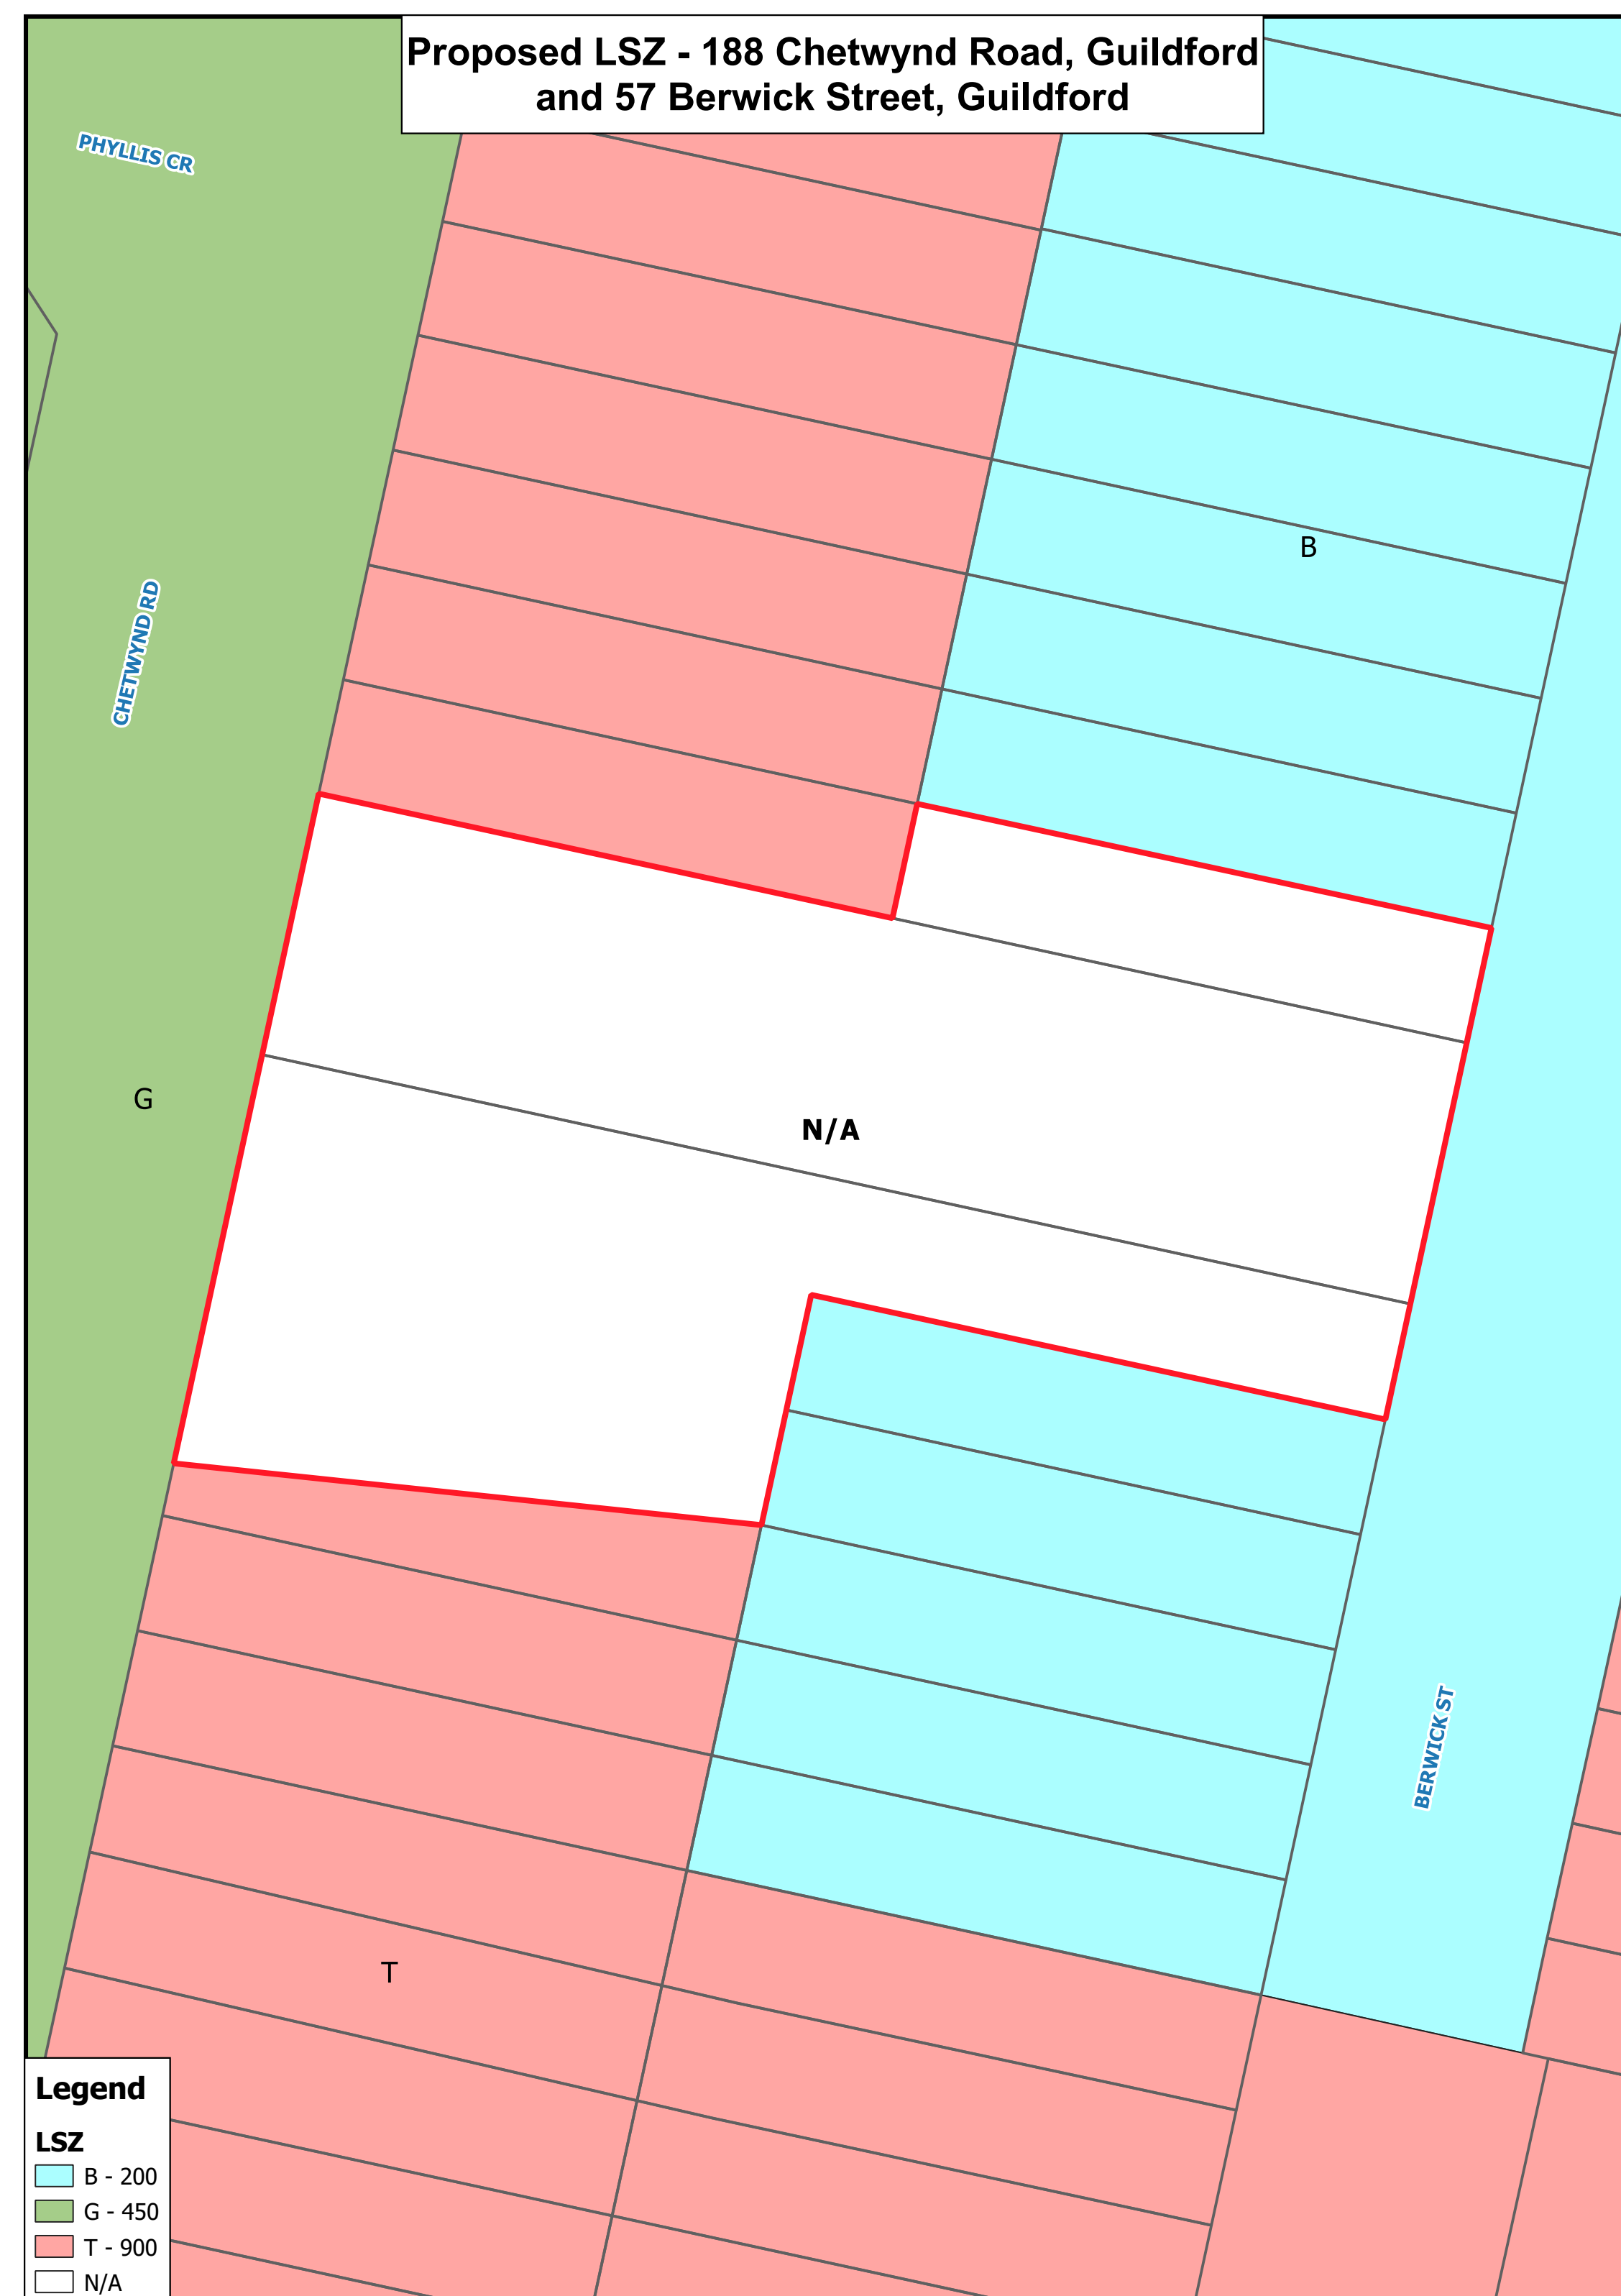 Proposed LSZ - 188 Chetwynd Road, Guildford
and 57 Berwick Street, Guildford
PHYLLIS CR
CHETWYND RD
B
G
N/A
BERWICK ST
T
Legend
LSZ
B - 200
G - 450
T - 900
N/A